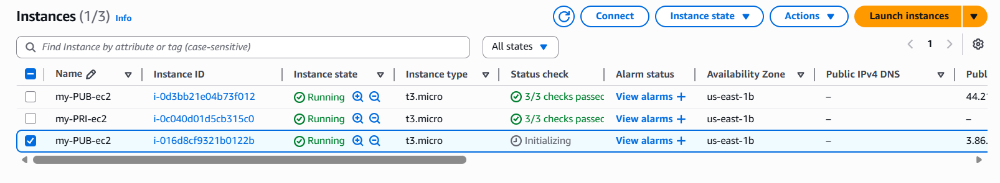 Instances (1/3) Info Connect Instance state Actions Launch instances
Find Instance by attribute or tag (case-sensitive) All states 1
Name Instance ID Instance state Instance type Status check Alarm status Availability Zone Public IPv4 DNS Publ
my-PUB-ec2 i-0d3bb21e04b73f012 Running t3.micro 3/3 checks passed View alarms + us-east-1b – 44.21
my-PRI-ec2 i-0c040d01d5cb315c0 Running t3.micro 3/3 checks passed View alarms + us-east-1b – –
my-PUB-ec2 i-016d8cf9321b0122b Running t3.micro Initializing View alarms + us-east-1b – 3.86.